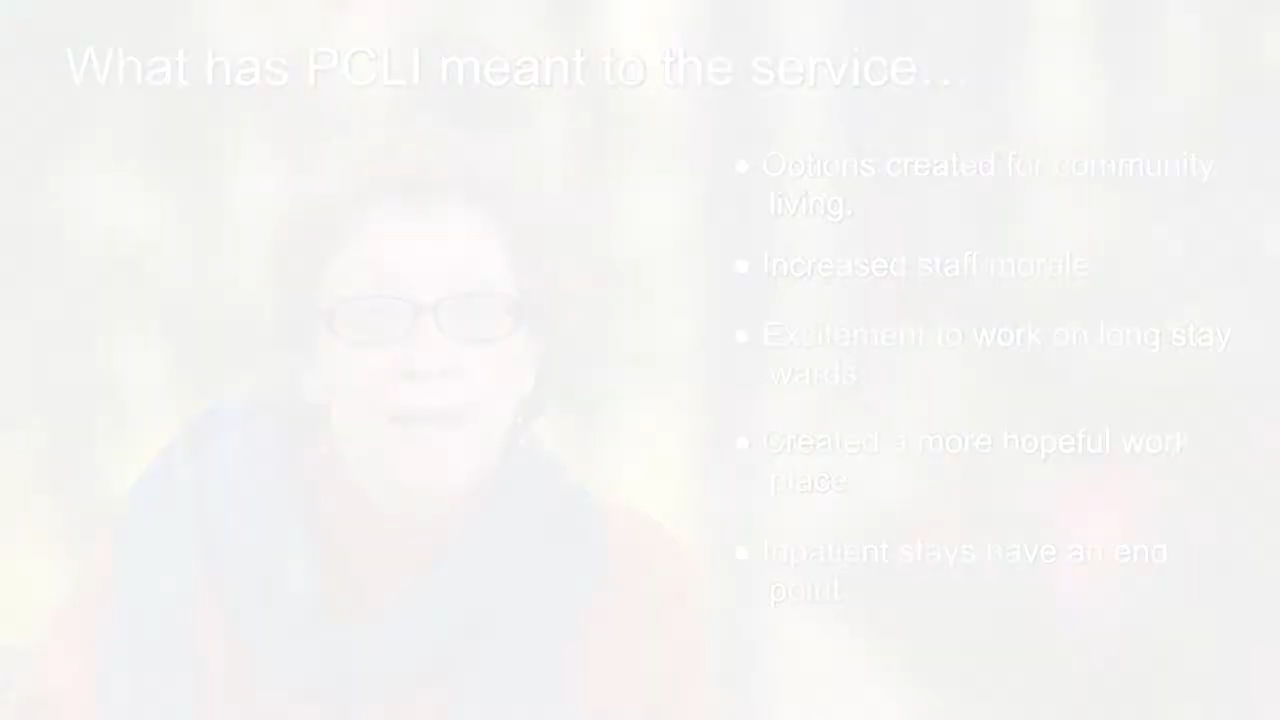 What has PCLI meant to the service...
• Options created for community
living.
• Increased staff morale
• Excitement to work on long stay
wards
• Created a more hopeful work
place
• Inpatient stays have an end
point.